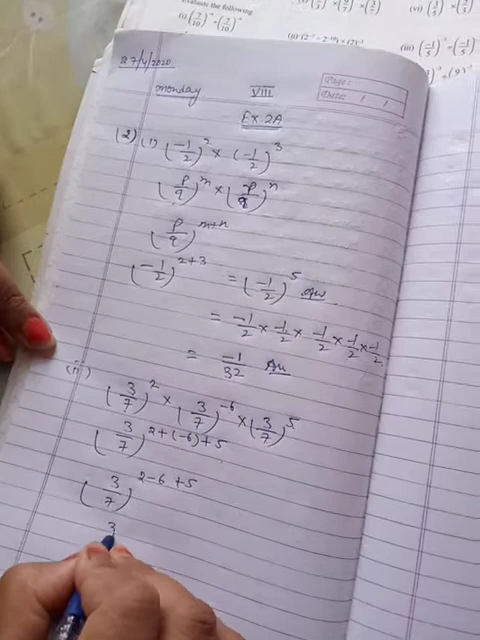 Evaluate the following
27/4/2020
Page:
Date: / /
Monday VIII
Ex. 2A
(2) (i) (-1/2)² × (-1/2)³
(p/q)ᵐ × (p/q)ⁿ
(p/q)ᵐ⁺ⁿ
(-1/2)²⁺³ = (-1/2)⁵ Ans
= -1/2 × -1/2 × -1/2 × -1/2 × -1/2
= -1/32 Ans
(ii) (3/7)² × (3/7)⁻⁶ × (3/7)⁵
(3/7)²⁺⁽⁻⁶⁾⁺⁵
(3/7)²⁻⁶⁺⁵
3